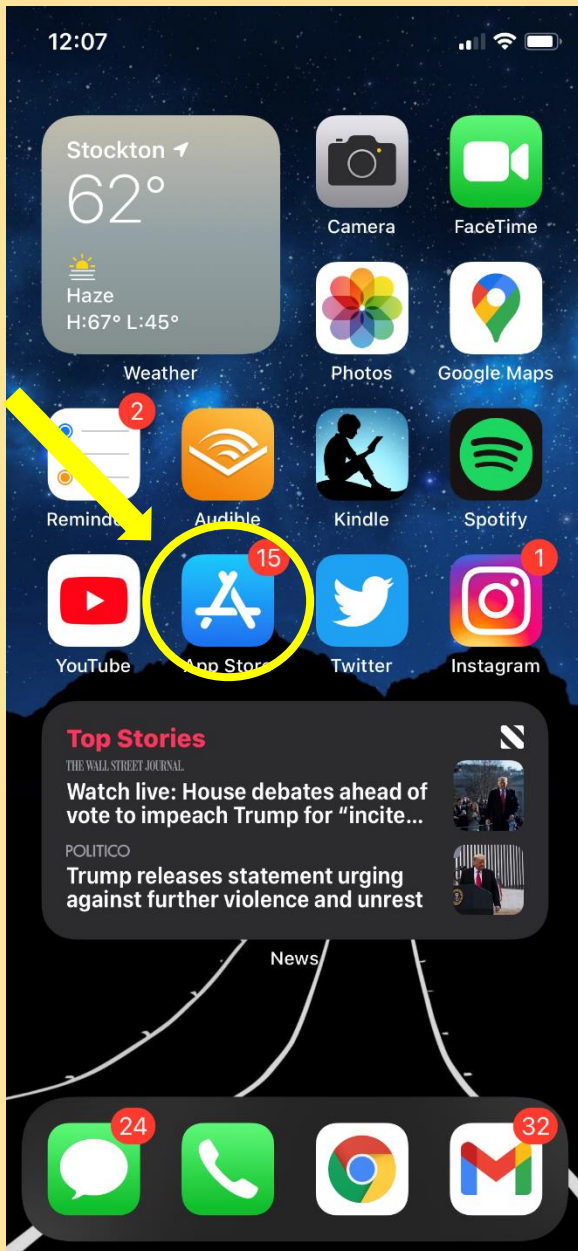 12:07
Stockton
62°
Haze
H:67° L:45°
Weather
Camera
FaceTime
Photos
Google Maps
2
Audible
Kindle
Spotify
15
1
YouTube
App Store
Twitter
Instagram
Top Stories
THE WALL STREET JOURNAL.
Watch live: House debates ahead of
vote to impeach Trump for “incite...
POLITICO
Trump releases statement urging
against further violence and unrest
News
24
32